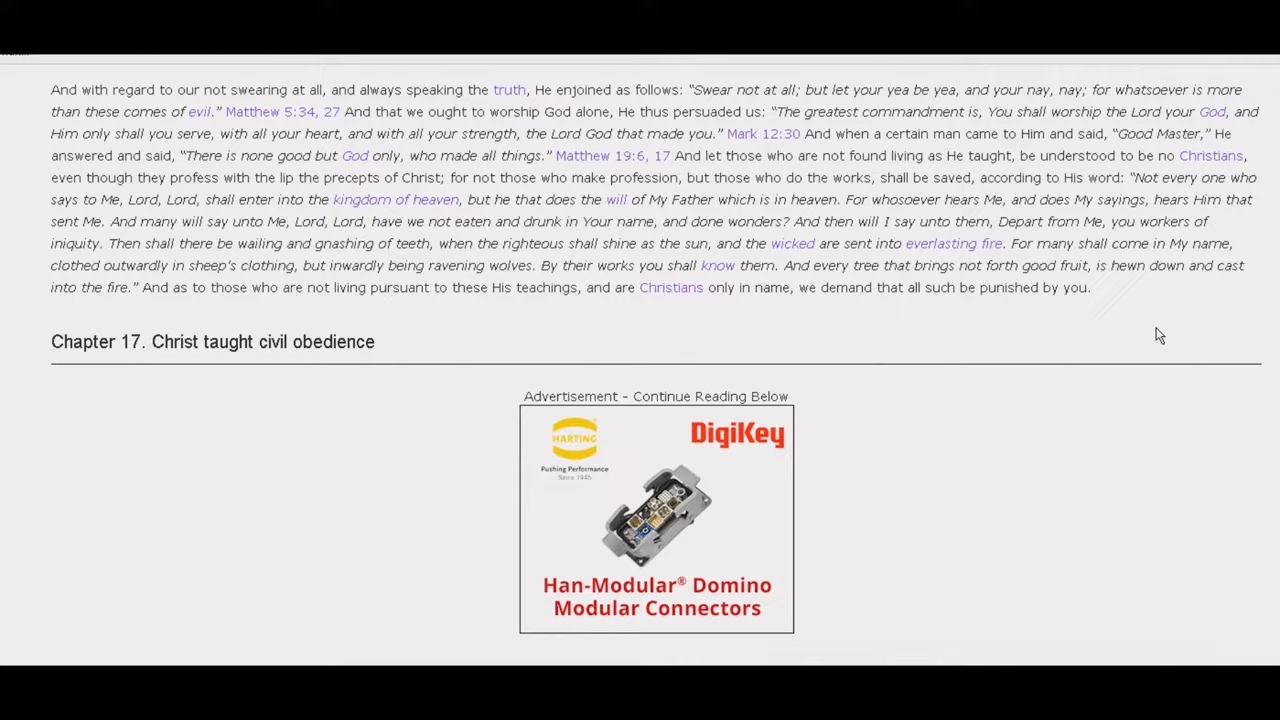 And with regard to our not swearing at all, and always speaking the truth, He enjoined as follows: “Swear not at all; but let your yea be yea, and your nay, nay; for whatsoever is more
than these comes of evil.” Matthew 5:34, 27 And that we ought to worship God alone, He thus persuaded us: “The greatest commandment is, You shall worship the Lord your God, and
Him only shall you serve, with all your heart, and with all your strength, the Lord God that made you.” Mark 12:30 And when a certain man came to Him and said, “Good Master,” He
answered and said, “There is none good but God only, who made all things.” Matthew 19:6, 17 And let those who are not found living as He taught, be understood to be no Christians,
even though they profess with the lip the precepts of Christ; for not those who make profession, but those who do the works, shall be saved, according to His word: “Not every one who
says to Me, Lord, Lord, shall enter into the kingdom of heaven, but he that does the will of My Father which is in heaven. For whosoever hears Me, and does My sayings, hears Him that
sent Me. And many will say unto Me, Lord, Lord, have we not eaten and drunk in Your name, and done wonders? And then will I say unto them, Depart from Me, you workers of
iniquity. Then shall there be wailing and gnashing of teeth, when the righteous shall shine as the sun, and the wicked are sent into everlasting fire. For many shall come in My name,
clothed outwardly in sheep’s clothing, but inwardly being ravening wolves. By their works you shall know them. And every tree that brings not forth good fruit, is hewn down and cast
into the fire.” And as to those who are not living pursuant to these His teachings, and are Christians only in name, we demand that all such be punished by you.
Chapter 17. Christ taught civil obedience
Advertisement - Continue Reading Below
HARTING DigiKey
Pushing Performance
Since 1945
Han-Modular® Domino
Modular Connectors